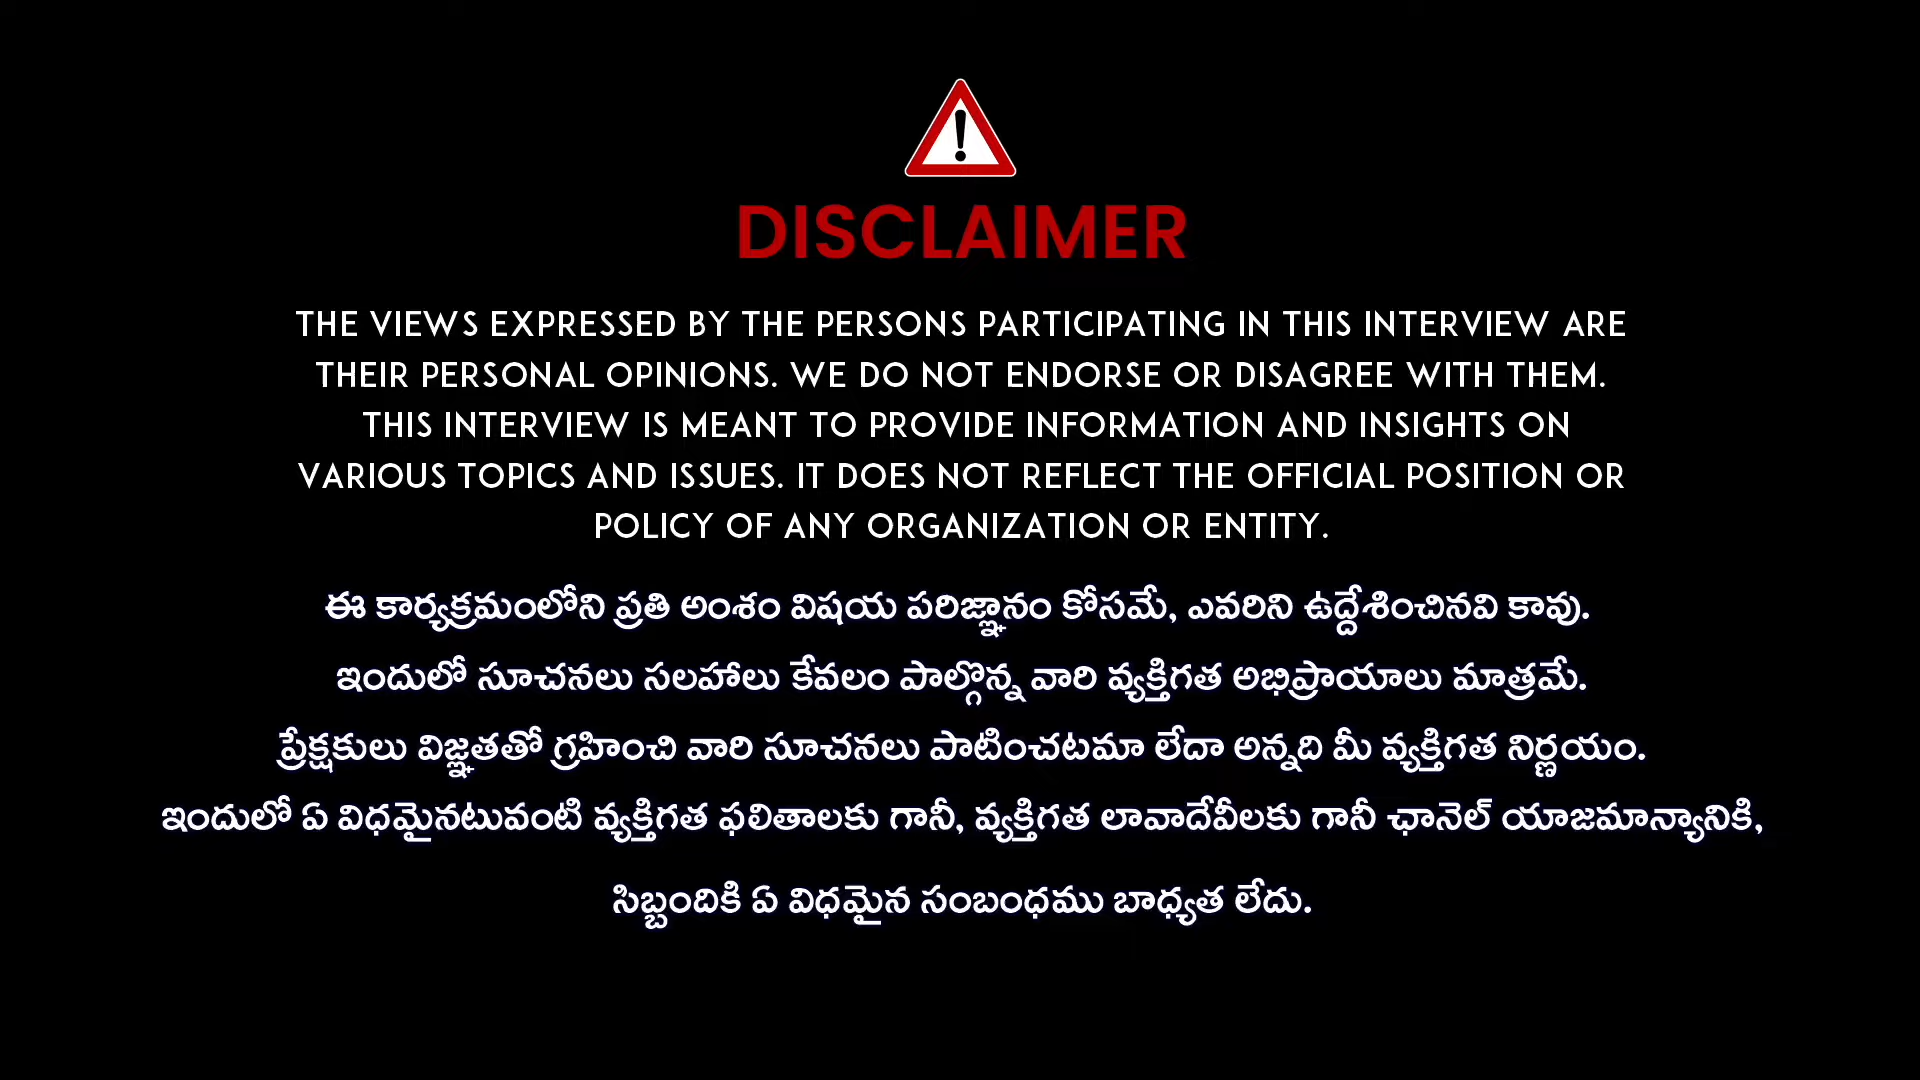 DISCLAIMER
THE VIEWS EXPRESSED BY THE PERSONS PARTICIPATING IN THIS INTERVIEW ARE
THEIR PERSONAL OPINIONS. WE DO NOT ENDORSE OR DISAGREE WITH THEM.
THIS INTERVIEW IS MEANT TO PROVIDE INFORMATION AND INSIGHTS ON
VARIOUS TOPICS AND ISSUES. IT DOES NOT REFLECT THE OFFICIAL POSITION OR
POLICY OF ANY ORGANIZATION OR ENTITY.
ఈ కార్యక్రమంలోని ప్రతి అంశం విషయ పరిజ్ఞానం కోసమే, ఎవరిని ఉద్దేశించినవి కావు.
ఇందులో సూచనలు సలహాలు కేవలం పాల్గొన్న వారి వ్యక్తిగత అభిప్రాయాలు మాత్రమే.
ప్రేక్షకులు విజ్ఞతతో గ్రహించి వారి సూచనలు పాటించటమా లేదా అన్నది మీ వ్యక్తిగత నిర్ణయం.
ఇందులో ఏ విధమైనటువంటి వ్యక్తిగత ఫలితాలకు గానీ, వ్యక్తిగత లావాదేవీలకు గానీ ఛానెల్ యాజమాన్యానికి,
సిబ్బందికి ఏ విధమైన సంబంధము బాధ్యత లేదు.